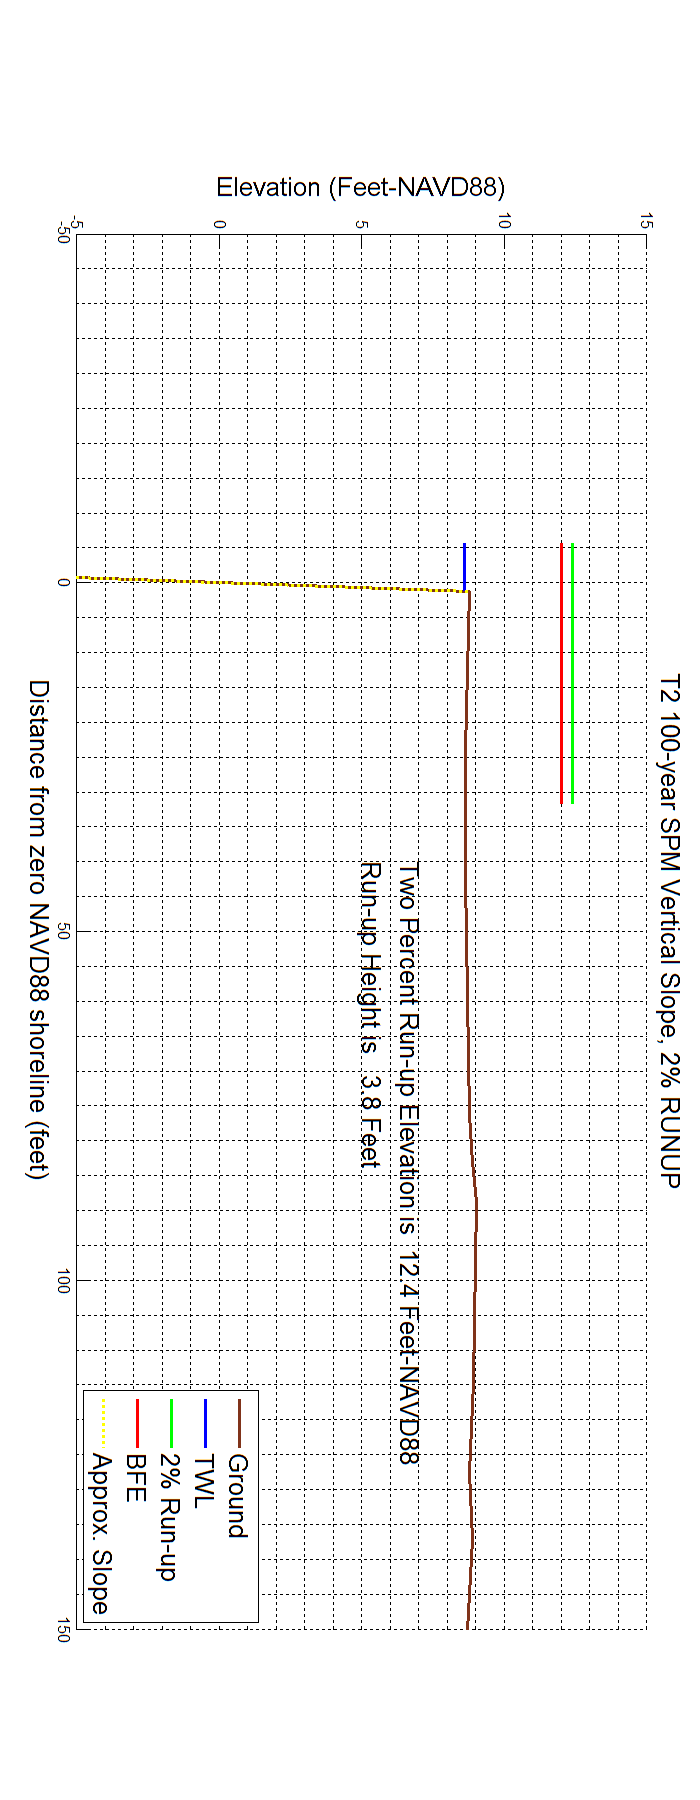 T2 100-year SPM Vertical Slope, 2% RUNUP
Elevation (Feet-NAVD88)
15
10
5
0
-5
-50
0
50
100
150
Two Percent Run-up Elevation is 12.4 Feet-NAVD88
Run-up Height is 3.8 Feet
Ground
TWL
2% Run-up
BFE
Approx. Slope
Distance from zero NAVD88 shoreline (feet)